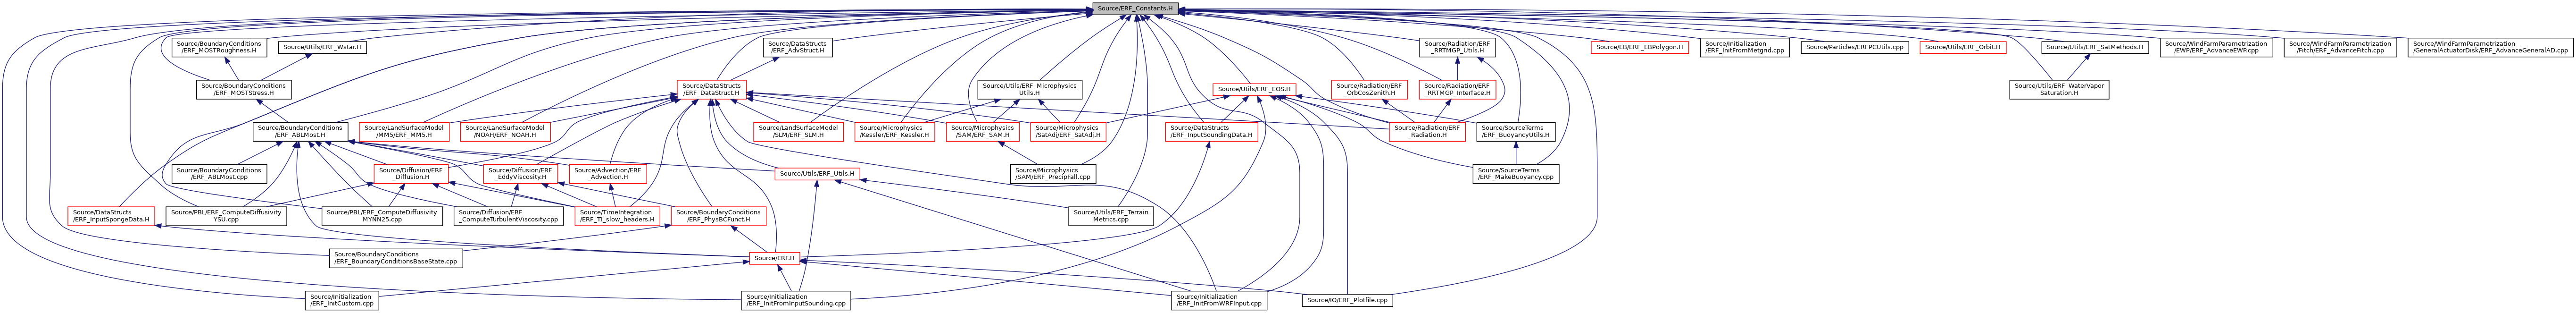 Source/ERF_Constants.H
Source/BoundaryConditions
/ERF_MOSTRoughness.H
Source/Utils/ERF_Wstar.H
Source/DataStructs
/ERF_AdvStruct.H
Source/Radiation/ERF
_RRTMGP_Utils.H
Source/EB/ERF_EBPolygon.H
Source/Initialization
/ERF_InitFromMetgrid.cpp
Source/Particles/ERFPCUtils.cpp
Source/Utils/ERF_Orbit.H
Source/Utils/ERF_SatMethods.H
Source/WindFarmParametrization
/EWP/ERF_AdvanceEWP.cpp
Source/WindFarmParametrization
/Fitch/ERF_AdvanceFitch.cpp
Source/WindFarmParametrization
/GeneralActuatorDisk/ERF_AdvanceGeneralAD.cpp
Source/BoundaryConditions
/ERF_MOSTStress.H
Source/DataStructs
/ERF_DataStruct.H
Source/Utils/ERF_Microphysics
Utils.H
Source/Utils/ERF_EOS.H
Source/Radiation/ERF
_OrbCosZenith.H
Source/Radiation/ERF
_RRTMGP_Interface.H
Source/Utils/ERF_WaterVapor
Saturation.H
Source/BoundaryConditions
/ERF_ABLMost.H
Source/LandSurfaceModel
/MM5/ERF_MM5.H
Source/LandSurfaceModel
/NOAH/ERF_NOAH.H
Source/LandSurfaceModel
/SLM/ERF_SLM.H
Source/Microphysics
/Kessler/ERF_Kessler.H
Source/Microphysics
/SAM/ERF_SAM.H
Source/Microphysics
/SatAdj/ERF_SatAdj.H
Source/DataStructs
/ERF_InputSoundingData.H
Source/Radiation/ERF
_Radiation.H
Source/SourceTerms
/ERF_BuoyancyUtils.H
Source/BoundaryConditions
/ERF_ABLMost.cpp
Source/Diffusion/ERF
_Diffusion.H
Source/Diffusion/ERF
_EddyViscosity.H
Source/Advection/ERF
_Advection.H
Source/Utils/ERF_Utils.H
Source/Microphysics
/SAM/ERF_PrecipFall.cpp
Source/SourceTerms
/ERF_MakeBuoyancy.cpp
Source/DataStructs
/ERF_InputSpongeData.H
Source/PBL/ERF_ComputeDiffusivity
YSU.cpp
Source/PBL/ERF_ComputeDiffusivity
MYNN25.cpp
Source/Diffusion/ERF
_ComputeTurbulentViscosity.cpp
Source/TimeIntegration
/ERF_TI_slow_headers.H
Source/BoundaryConditions
/ERF_PhysBCFunct.H
Source/Utils/ERF_Terrain
Metrics.cpp
Source/BoundaryConditions
/ERF_BoundaryConditionsBaseState.cpp
Source/ERF.H
Source/Initialization
/ERF_InitCustom.cpp
Source/Initialization
/ERF_InitFromInputSounding.cpp
Source/Initialization
/ERF_InitFromWRFInput.cpp
Source/IO/ERF_Plotfile.cpp